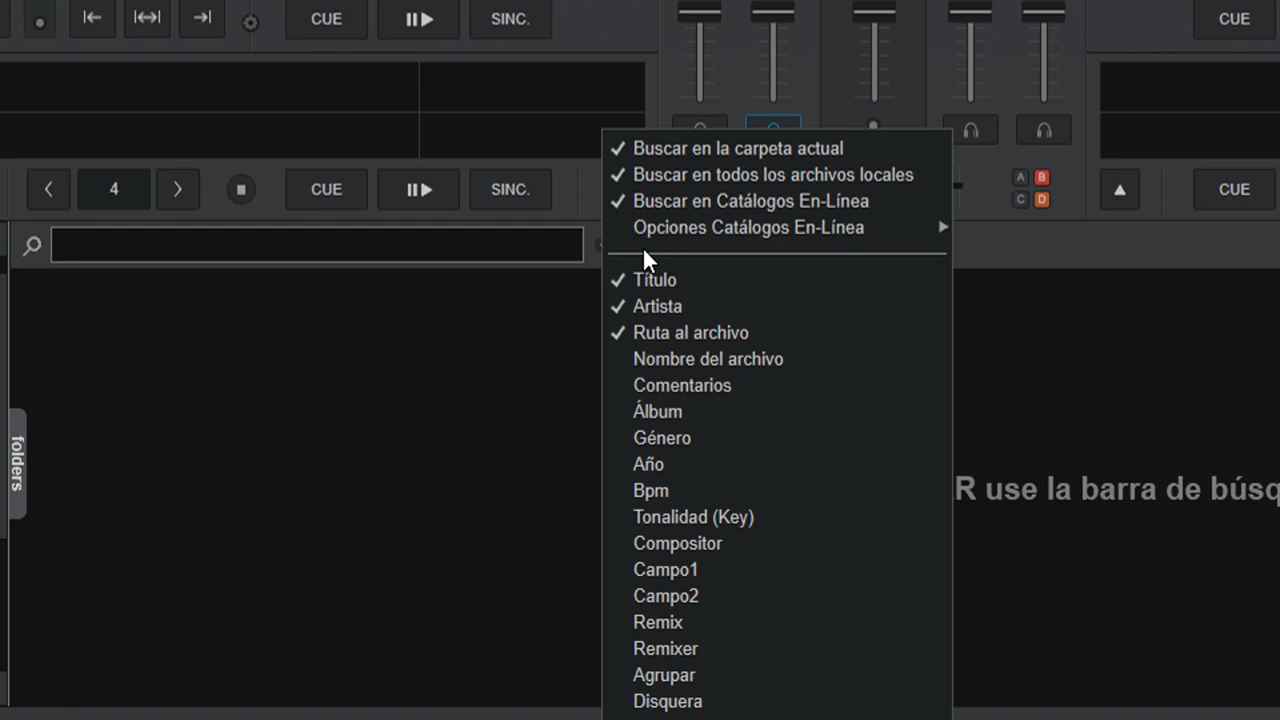 CUE
SINC.
CUE
4
CUE
SINC.
A B
C D
CUE
Buscar en la carpeta actual
Buscar en todos los archivos locales
Buscar en Catálogos En-Línea
Opciones Catálogos En-Línea
Título
Artista
Ruta al archivo
Nombre del archivo
Comentarios
Álbum
Género
Año
Bpm
Tonalidad (Key)
Compositor
Campo1
Campo2
Remix
Remixer
Agrupar
Disquera
folders
R use la barra de búsq